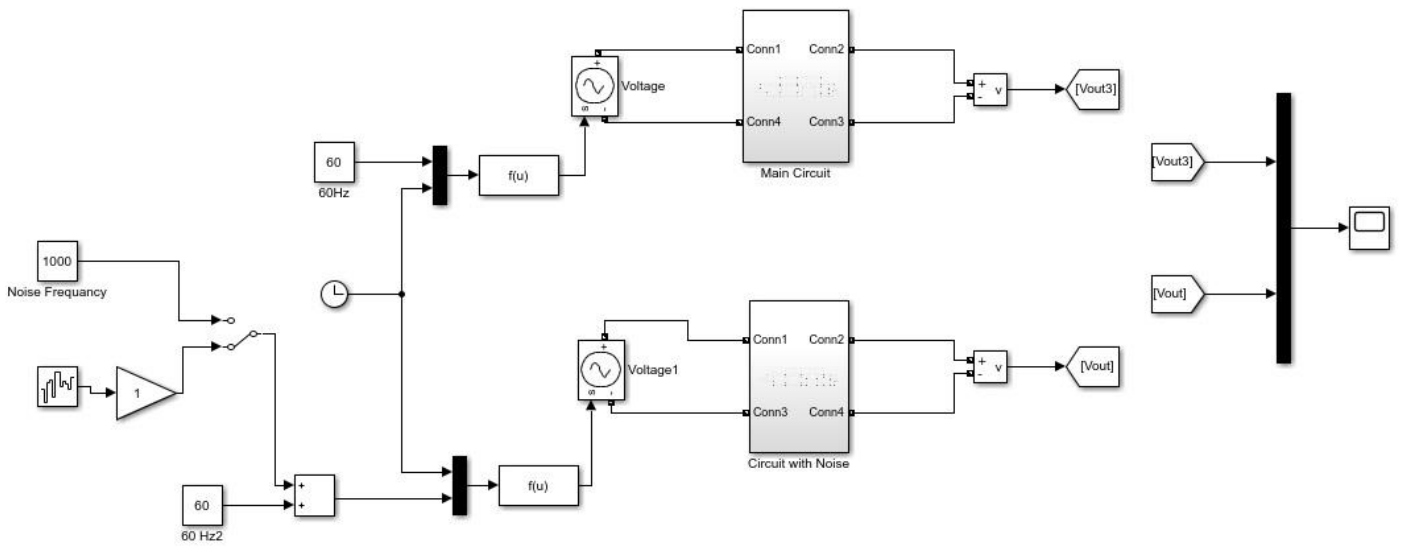 Conn1 Conn2
+
Voltage
s -
+
-
v
[Vout3]
Conn4 Conn3
Main Circuit
60
60Hz
f(u)
[Vout3]
1000
Noise Frequancy
[Vout]
Conn1 Conn2
+
Voltage1
s -
+
-
v
[Vout]
1
Conn3 Conn4
Circuit with Noise
+
+
60
60 Hz2
f(u)